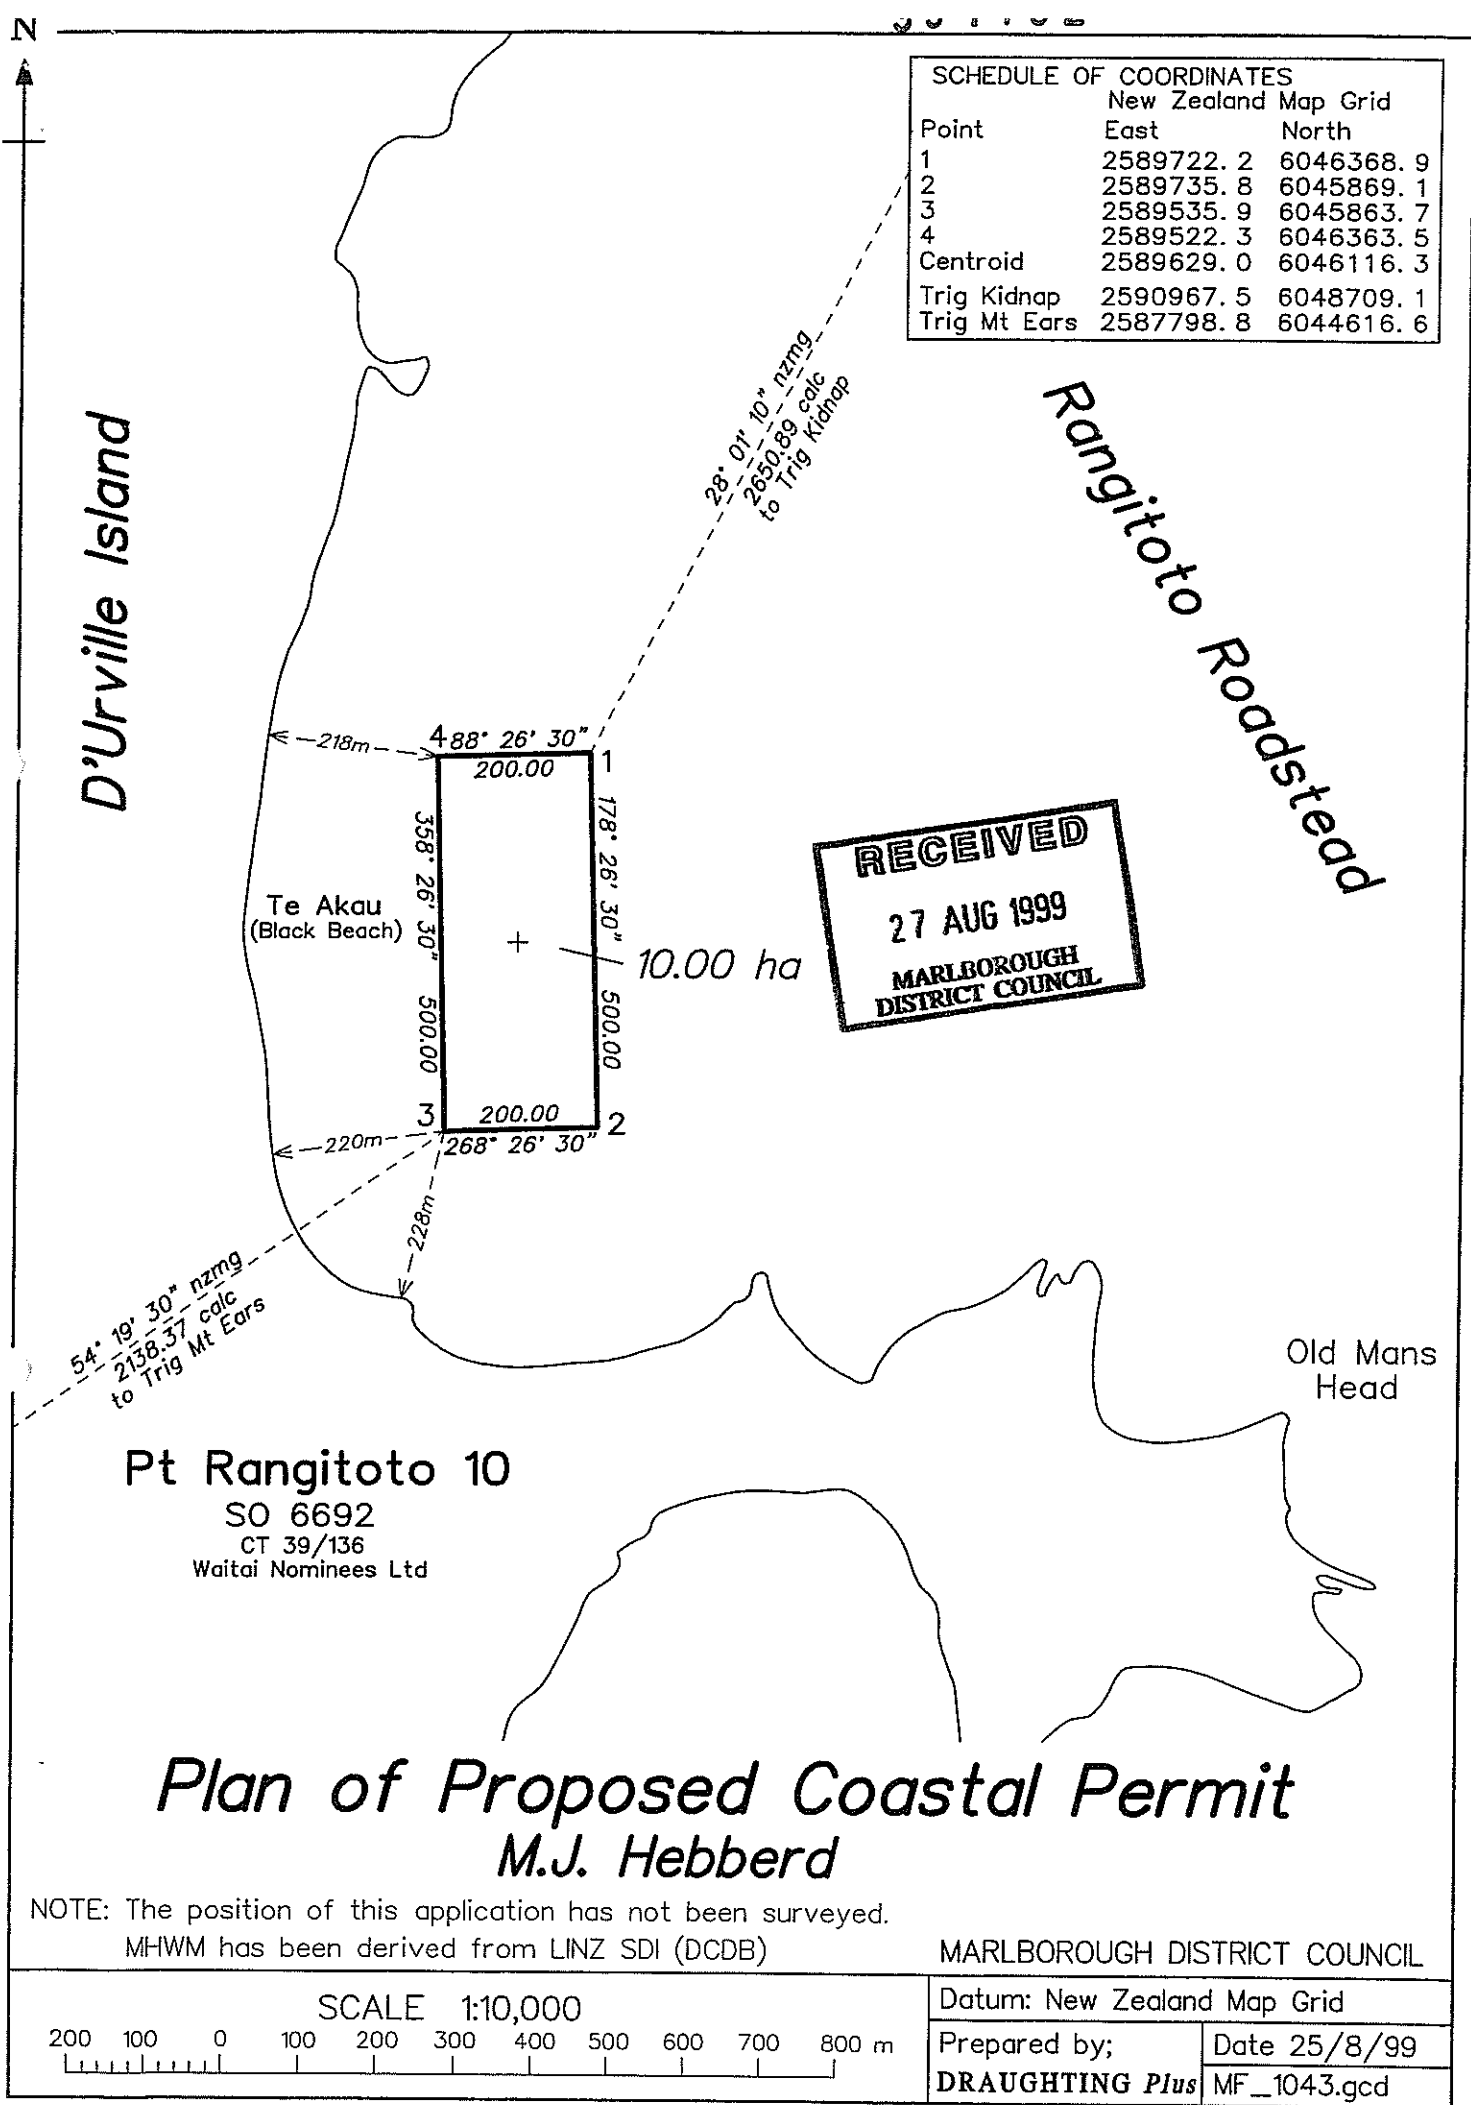 N
SCHEDULE OF COORDINATES
New Zealand Map Grid
Point East North
1 2589722.2 6046368.9
2 2589735.8 6045869.1
3 2589535.9 6045863.7
4 2589522.3 6046363.5
Centroid 2589629.0 6046116.3
Trig Kidnap 2590967.5 6048709.1
Trig Mt Ears 2587798.8 6044616.6
28° 01' 10" nzmg
2650.89 calc
to Trig Kidnap
D'Urville Island
Rangitoto Roadstead
218m
4 88° 26' 30" 1
200.00
358° 26' 30" 500.00
178° 26' 30" 500.00
Te Akau
(Black Beach)
10.00 ha
RECEIVED
27 AUG 1999
MARLBOROUGH
DISTRICT COUNCIL
3 200.00 2
268° 26' 30"
220m
228m
54° 19' 30" nzmg
2138.37 calc
to Trig Mt Ears
Old Mans
Head
Pt Rangitoto 10
SO 6692
CT 39/136
Waitai Nominees Ltd
Plan of Proposed Coastal Permit
M.J. Hebberd
NOTE: The position of this application has not been surveyed.
MHWM has been derived from LINZ SDI (DCDB)
MARLBOROUGH DISTRICT COUNCIL
SCALE 1:10,000
200 100 0 100 200 300 400 500 600 700 800 m
Datum: New Zealand Map Grid
Prepared by;
DRAUGHTING Plus
Date 25/8/99
MF_1043.gcd